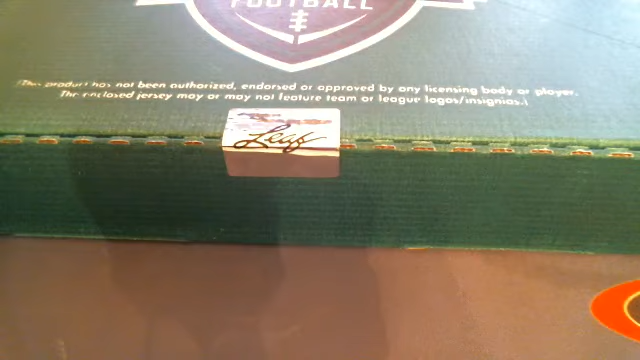 FOOTBALL
(This product has not been authorized, endorsed or approved by any licensing body or player.
The enclosed jersey may or may not feature team or league logos/insignias.)
Leaf